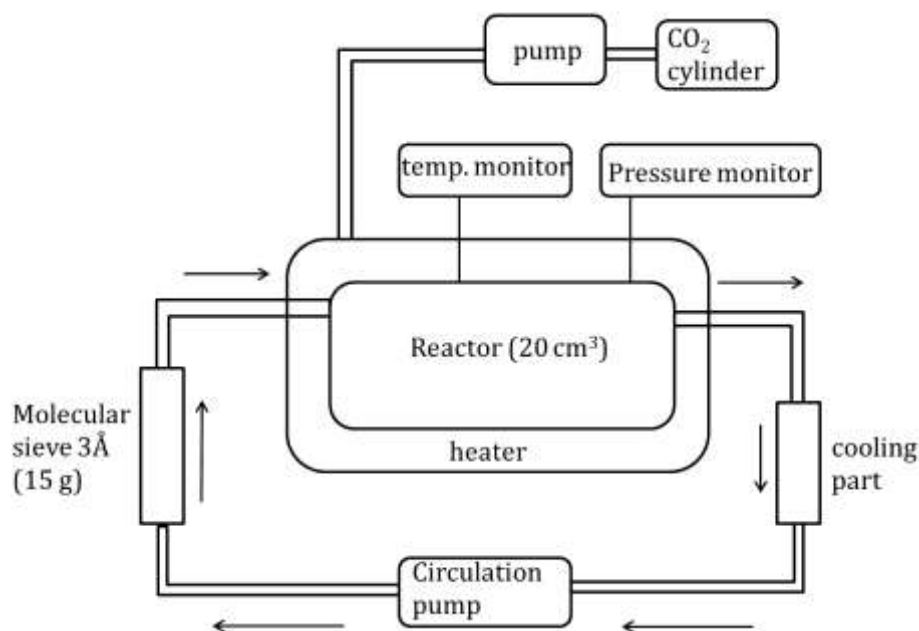 pump
CO₂
cylinder
temp. monitor
Pressure monitor
Reactor (20 cm³)
heater
Molecular
sieve 3Å
(15 g)
cooling
part
Circulation
pump